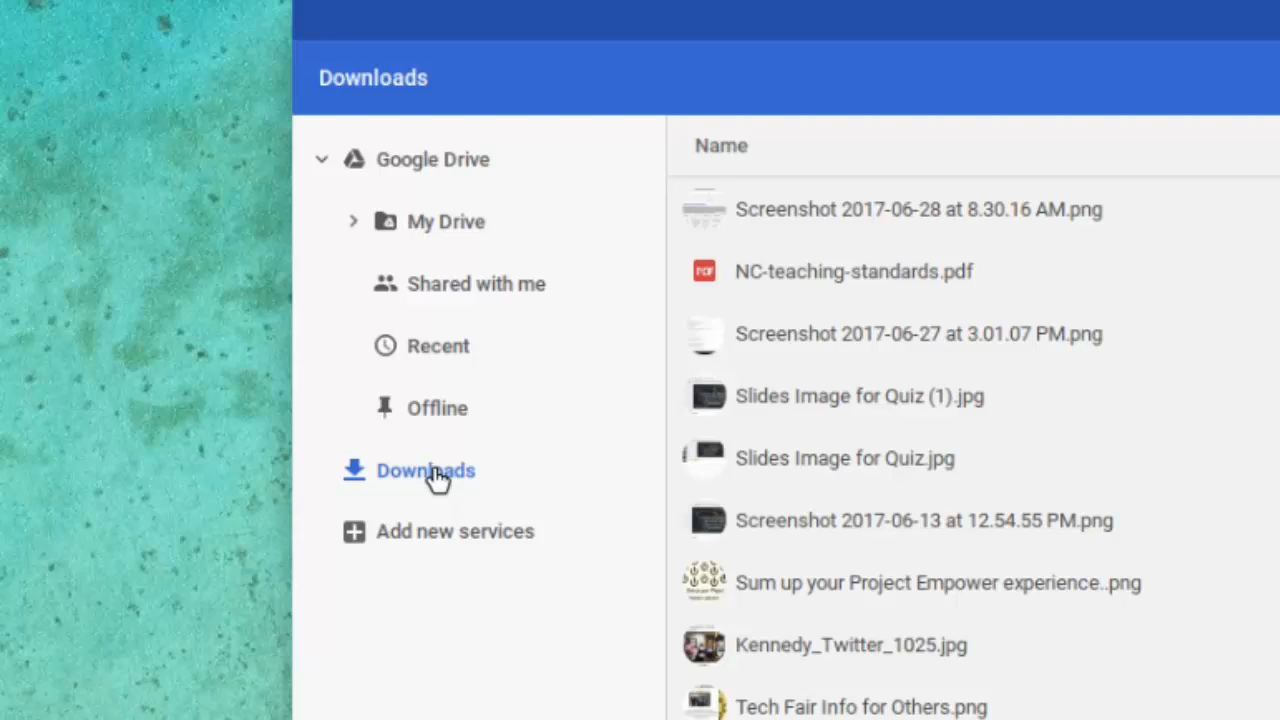 Downloads
Google Drive
My Drive
Shared with me
Recent
Offline
Downloads
Add new services
Name
Screenshot 2017-06-28 at 8.30.16 AM.png
PDF
NC-teaching-standards.pdf
Screenshot 2017-06-27 at 3.01.07 PM.png
Slides Image for Quiz (1).jpg
Slides Image for Quiz.jpg
Screenshot 2017-06-13 at 12.54.55 PM.png
Sum up your Project Empower experience..png
Kennedy_Twitter_1025.jpg
Tech Fair Info for Others.png